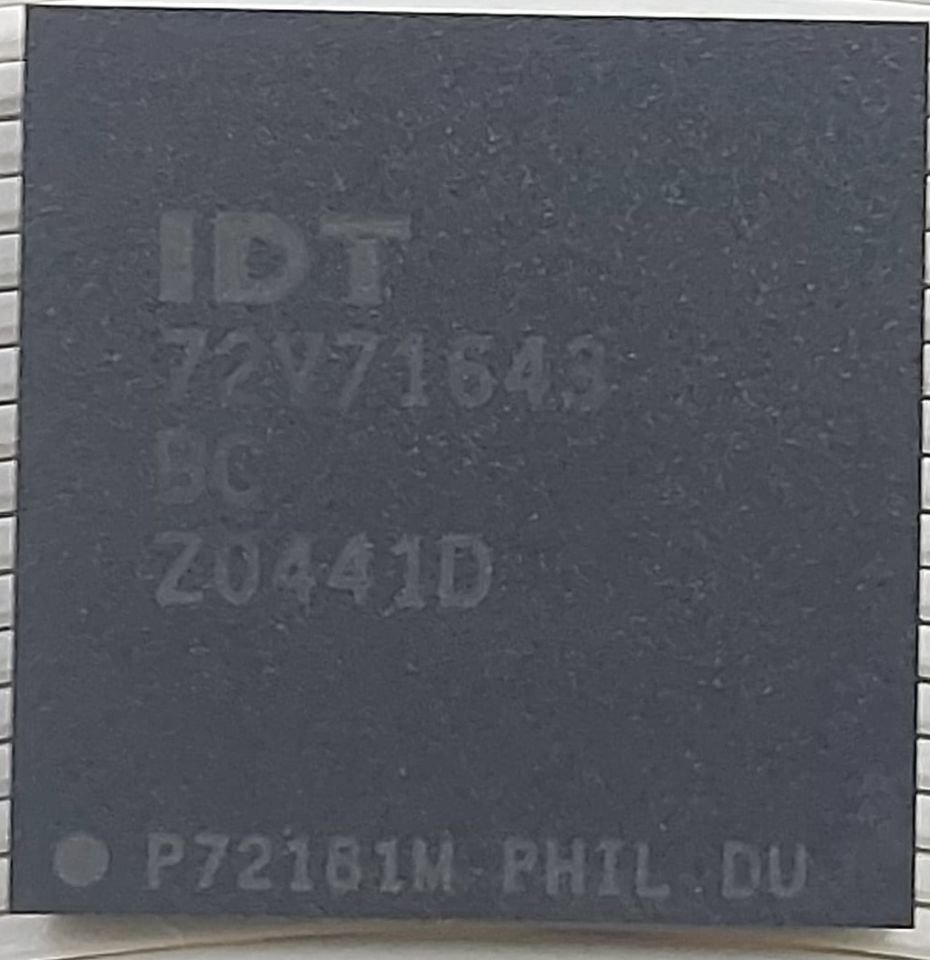 IDT
72V71643
BC
Z0441D
P72181M PHIL DU